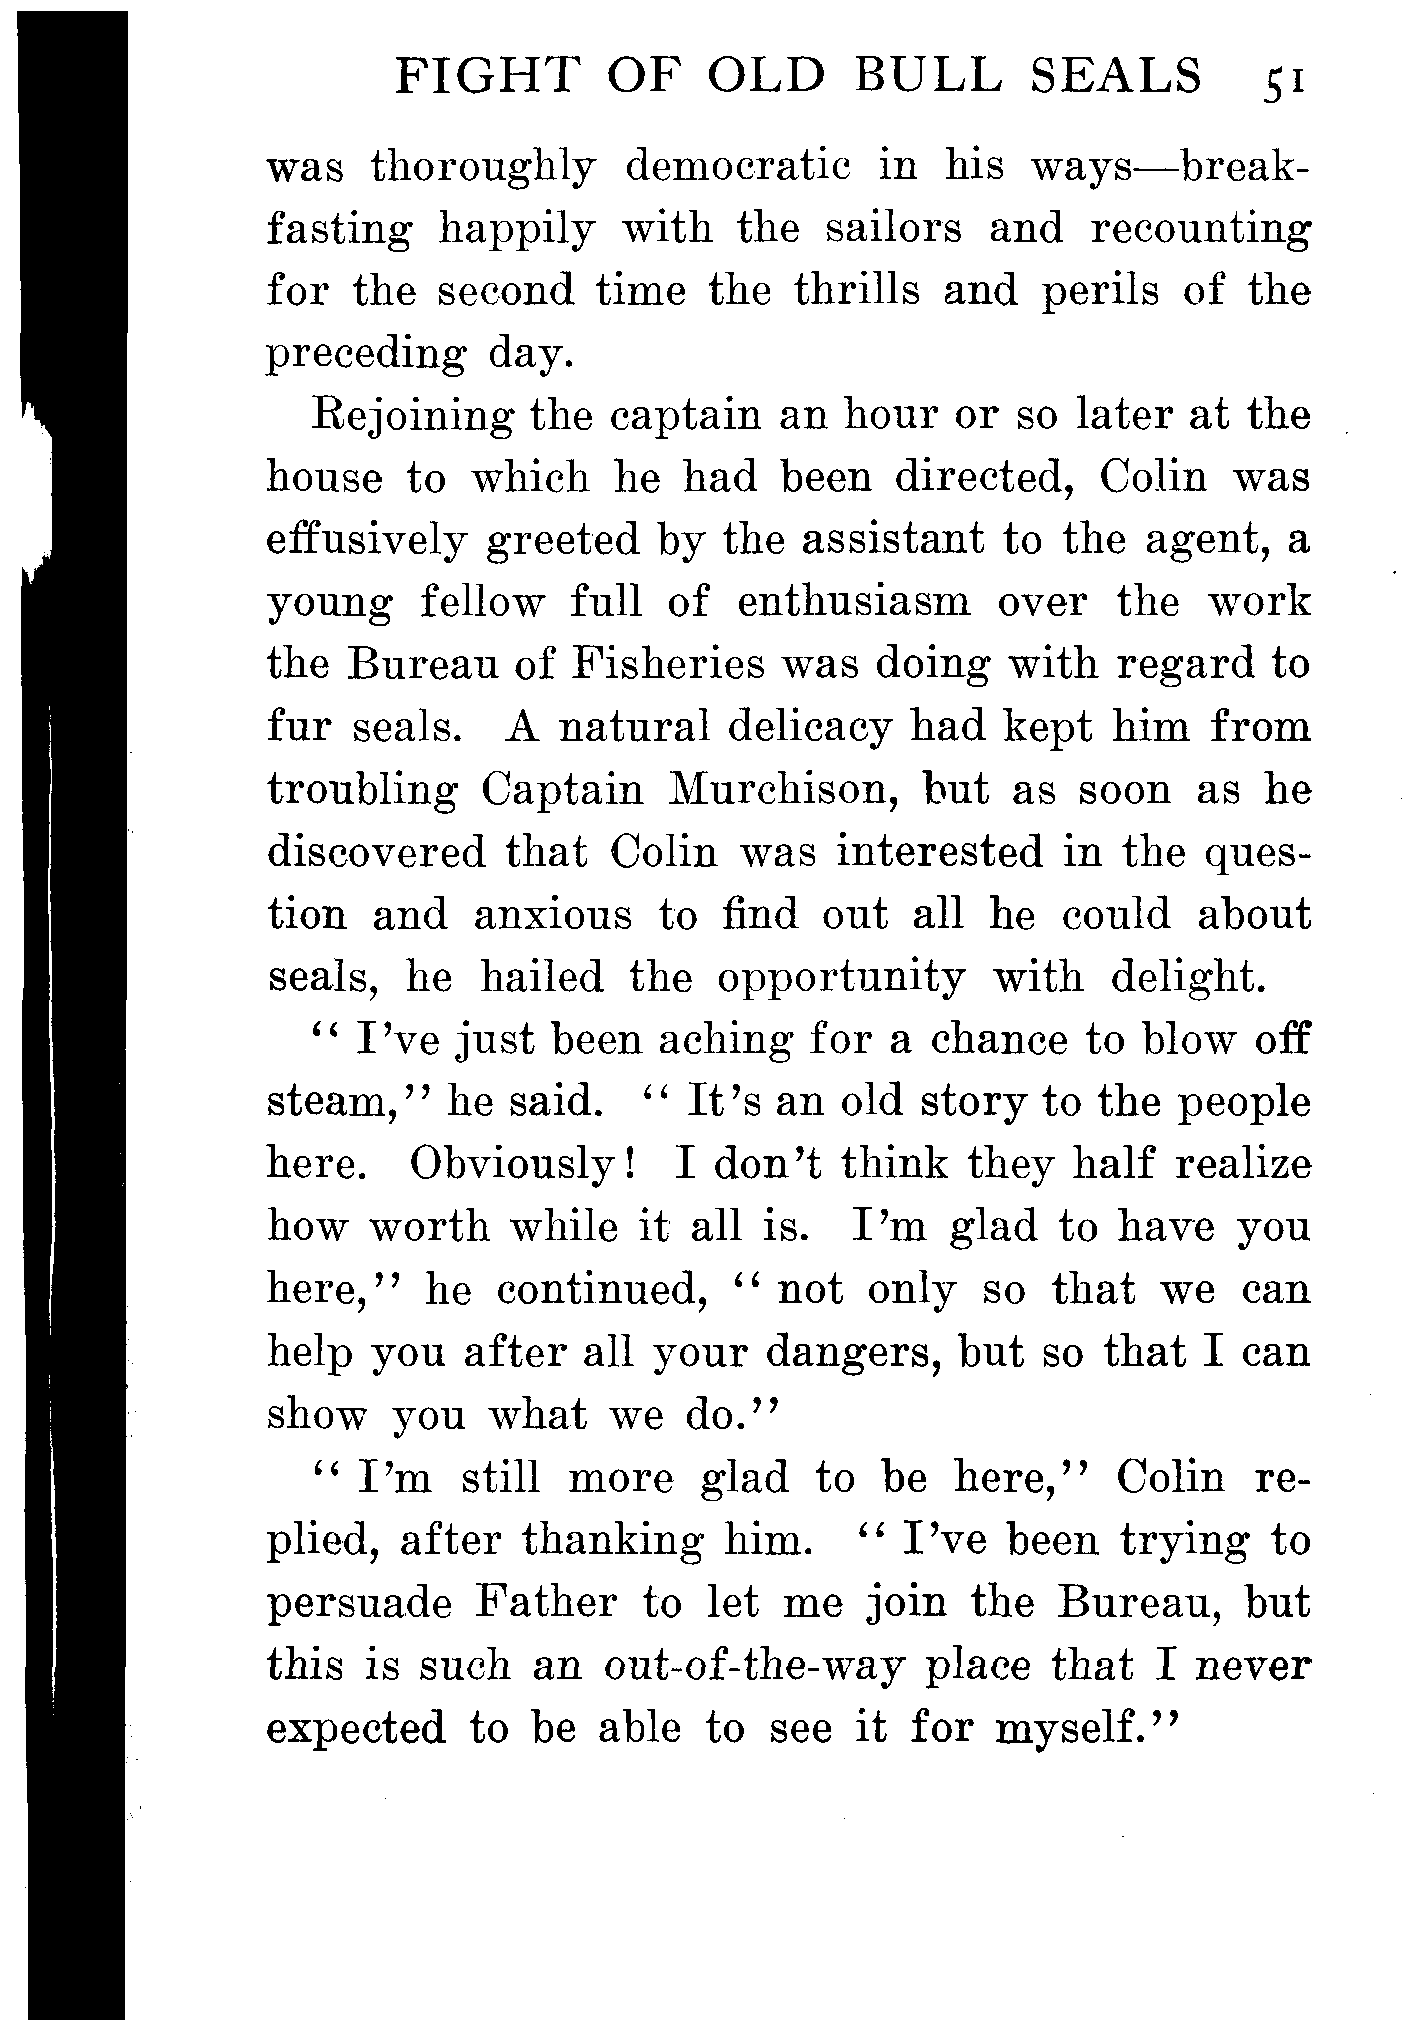 FIGHT OF OLD BULL SEALS 51
was thoroughly democratic in his ways—break-
fasting happily with the sailors and recounting
for the second time the thrills and perils of the
preceding day.
Rejoining the captain an hour or so later at the
house to which he had been directed, Colin was
effusively greeted by the assistant to the agent, a
young fellow full of enthusiasm over the work
the Bureau of Fisheries was doing with regard to
fur seals. A natural delicacy had kept him from
troubling Captain Murchison, but as soon as he
discovered that Colin was interested in the ques-
tion and anxious to find out all he could about
seals, he hailed the opportunity with delight.
“ I’ve just been aching for a chance to blow off
steam,” he said. “ It’s an old story to the people
here. Obviously! I don’t think they half realize
how worth while it all is. I’m glad to have you
here,” he continued, “ not only so that we can
help you after all your dangers, but so that I can
show you what we do.”
“ I’m still more glad to be here,” Colin re-
plied, after thanking him. “ I’ve been trying to
persuade Father to let me join the Bureau, but
this is such an out-of-the-way place that I never
expected to be able to see it for myself.”